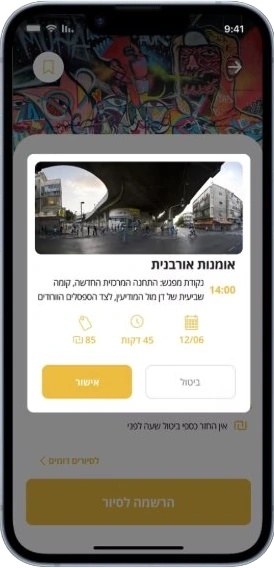 9:41
אומנות אורבנית
14:00
נקודת מפגש: התחנה המרכזית החדשה, קומה
שביעית של דן מול המודיעין, לצד הספסלים הוורודים
12/06
45 דקות
85 ₪
ביטול
אישור
אין החזר כספי ביטול שעה לפני
לסיורים דומים
הרשמה לסיור